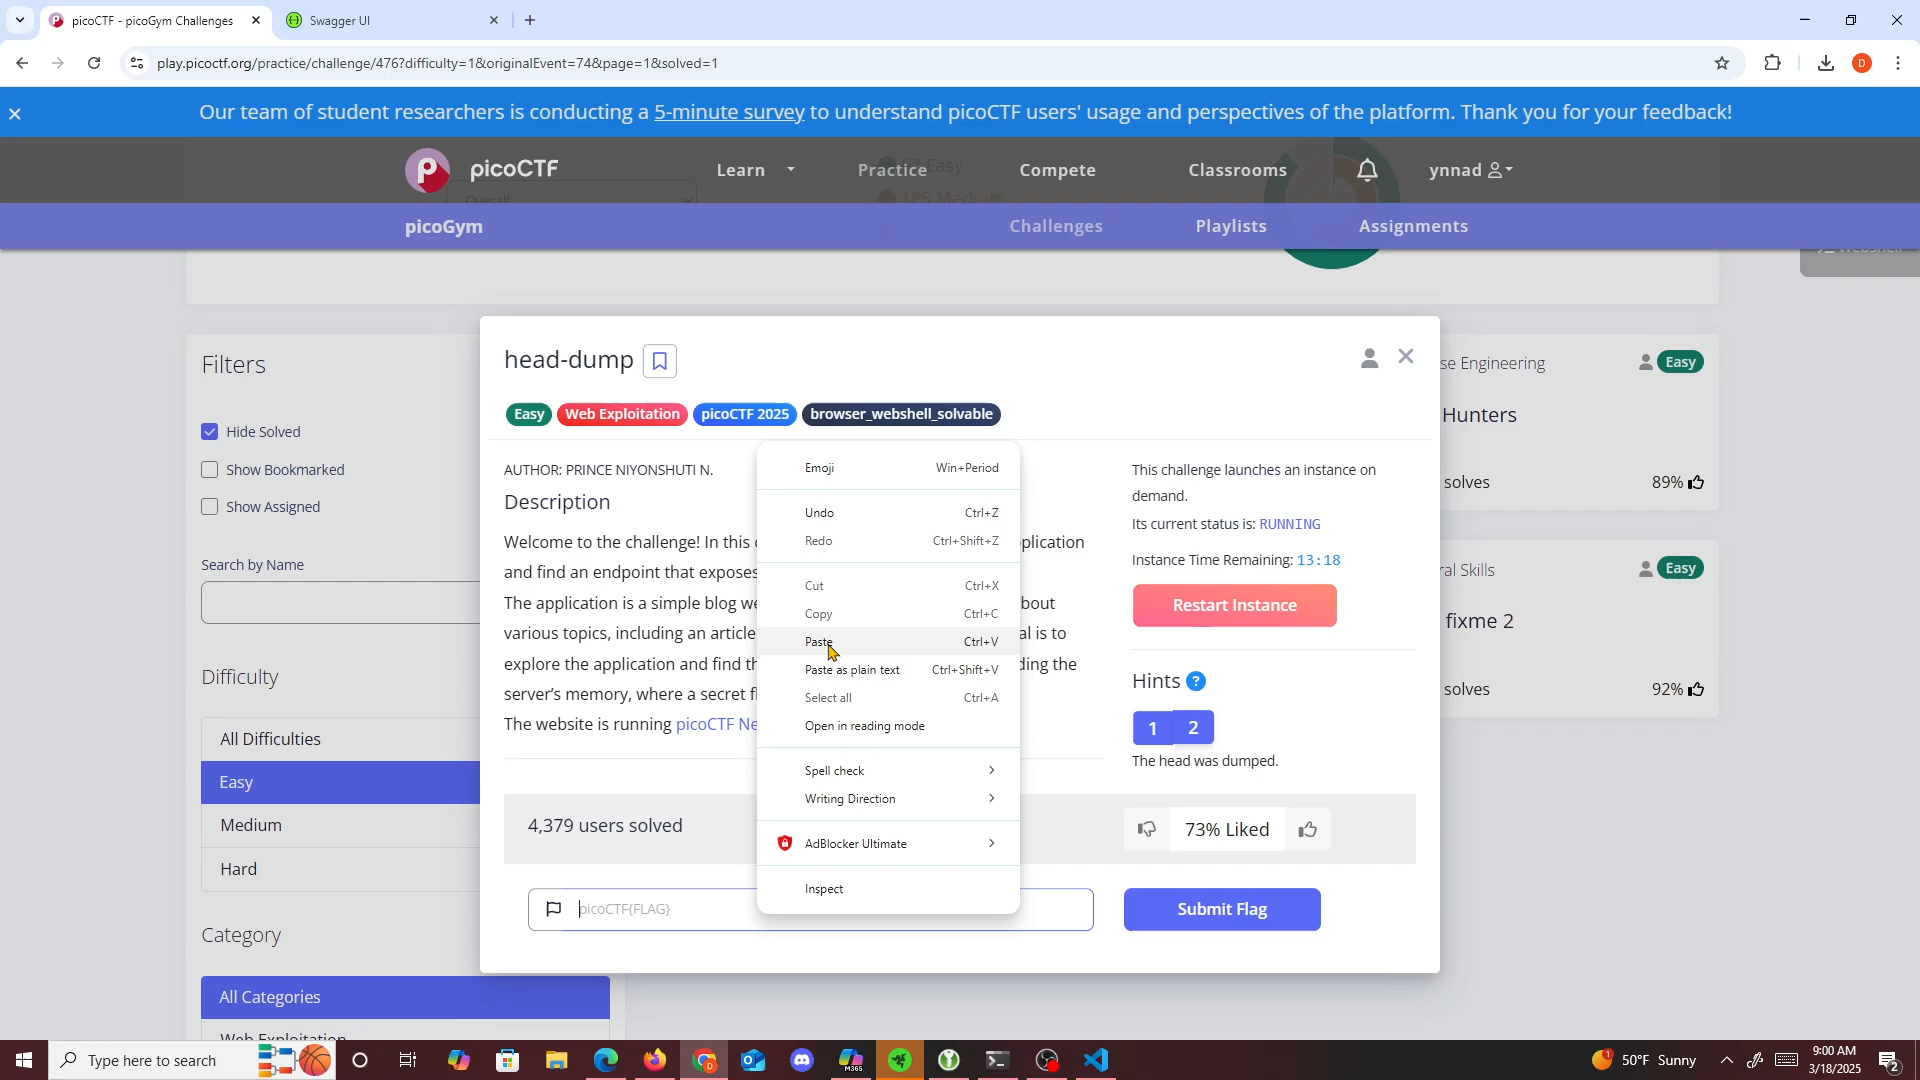 picoCTF - picoGym Challenges
Swagger UI
play.picoctf.org/practice/challenge/476?difficulty=1&originalEvent=74&page=1&solved=1
D
Our team of student researchers is conducting a 5-minute survey to understand picoCTF users' usage and perspectives of the platform. Thank you for your feedback!
picoCTF
Learn
Practice
Compete
Classrooms
ynnad
Easy
Overall
125 Medium
picoGym
Challenges
Playlists
Assignments
Webshell
Filters
Hide Solved
Show Bookmarked
Show Assigned
Search by Name
Difficulty
All Difficulties
Easy
Medium
Hard
Category
All Categories
Web Exploitation
head-dump
Easy
Web Exploitation
picoCTF 2025
browser_webshell_solvable
AUTHOR: PRINCE NIYONSHUTI N.
Description
Welcome to the challenge! In this
plication
and find an endpoint that exposes
The application is a simple blog we
bout
various topics, including an article
al is to
explore the application and find th
ding the
server's memory, where a secret fl
The website is running picoCTF Ne
4,379 users solved
picoCTF{FLAG}
Emoji Win+Period
Undo Ctrl+Z
Redo Ctrl+Shift+Z
Cut Ctrl+X
Copy Ctrl+C
Paste Ctrl+V
Paste as plain text Ctrl+Shift+V
Select all Ctrl+A
Open in reading mode
Spell check
Writing Direction
AdBlocker Ultimate
Inspect
This challenge launches an instance on
demand.
Its current status is: RUNNING
Instance Time Remaining: 13:18
Restart Instance
Hints ?
1 2
The head was dumped.
73% Liked
Submit Flag
se Engineering
Easy
Hunters
solves
89%
ral Skills
Easy
fixme 2
solves
92%
Type here to search
M365
50°F Sunny
9:00 AM
3/18/2025
2